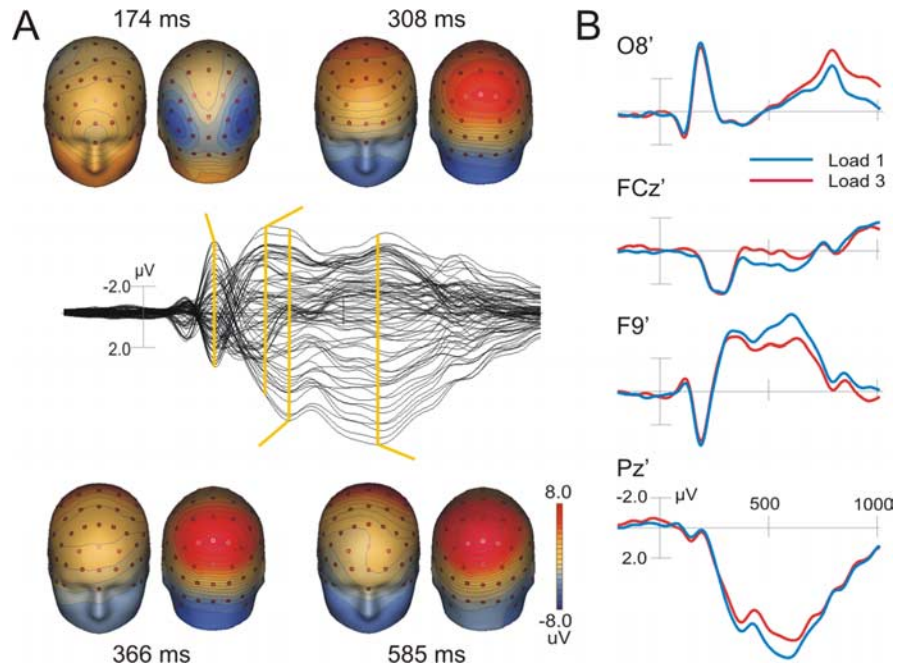 A
174 ms
308 ms
µV
-2.0
2.0
366 ms
585 ms
8.0
-8.0
uV
B
O8’
Load 1
Load 3
FCz’
F9’
Pz’
-2.0
µV
500
1000
2.0